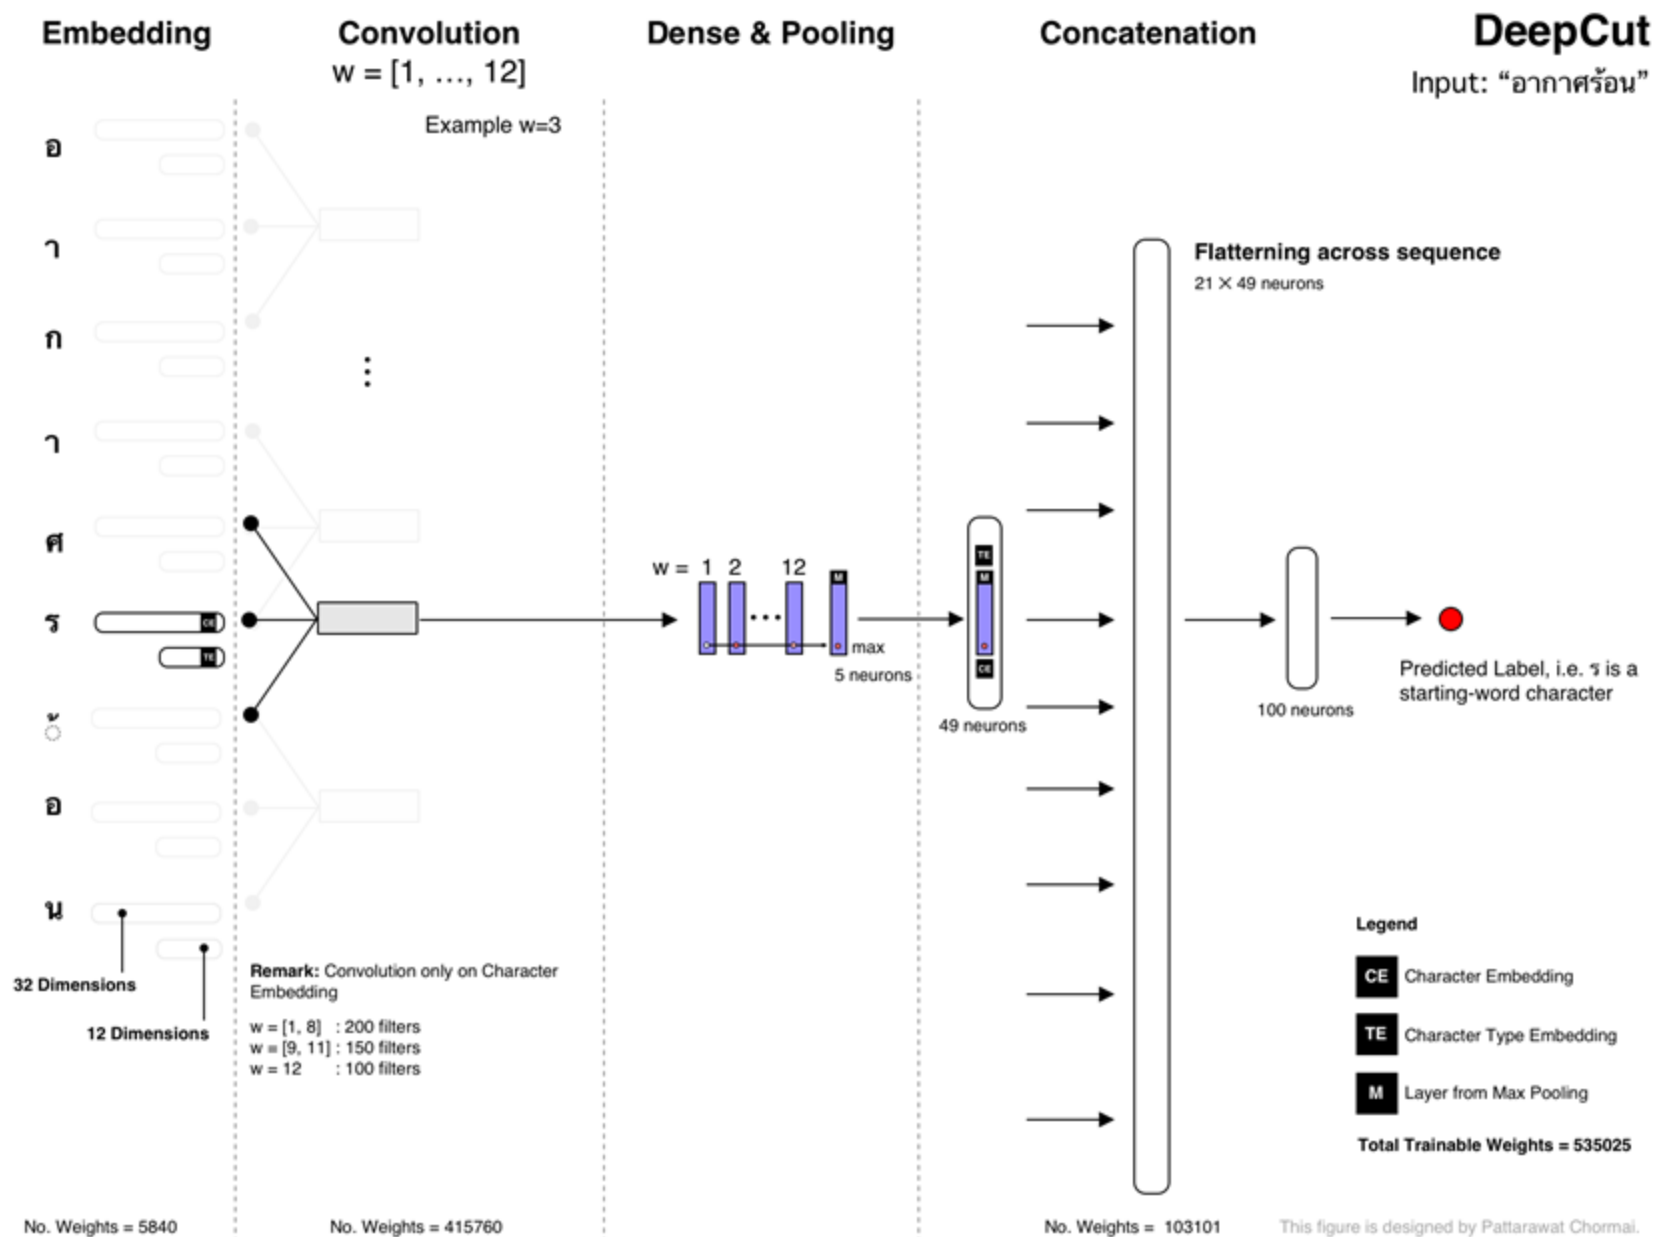 Embedding
Convolution
w = [1, …, 12]
Dense & Pooling
Concatenation
DeepCut
Input: “อากาศร้อน”
Example w=3
อ
า
ก
า
ศ
ร
CE
TE
้
อ
น
32 Dimensions
12 Dimensions
Remark: Convolution only on Character
Embedding
w = [1, 8] : 200 filters
w = [9, 11] : 150 filters
w = 12 : 100 filters
w = 1 2 12
M
max
5 neurons
TE
M
CE
49 neurons
Flatterning across sequence
21 × 49 neurons
100 neurons
Predicted Label, i.e. ร is a
starting-word character
Legend
CE Character Embedding
TE Character Type Embedding
M Layer from Max Pooling
Total Trainable Weights = 535025
No. Weights = 5840
No. Weights = 415760
No. Weights = 103101
This figure is designed by Pattarawat Chormai.